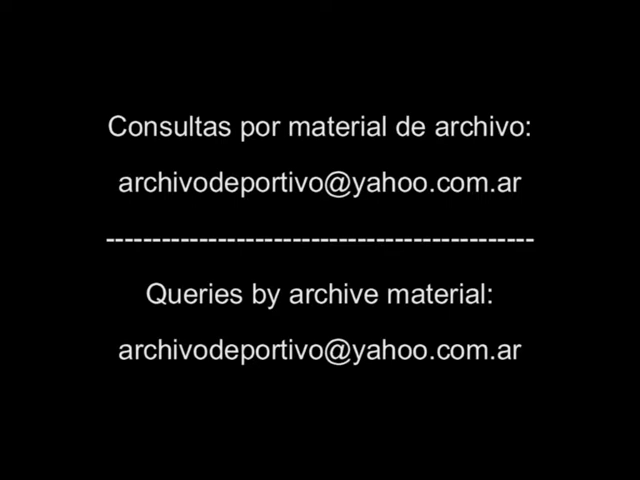 Consultas por material de archivo:
archivodeportivo@yahoo.com.ar
-----------------------------------------------
Queries by archive material:
archivodeportivo@yahoo.com.ar